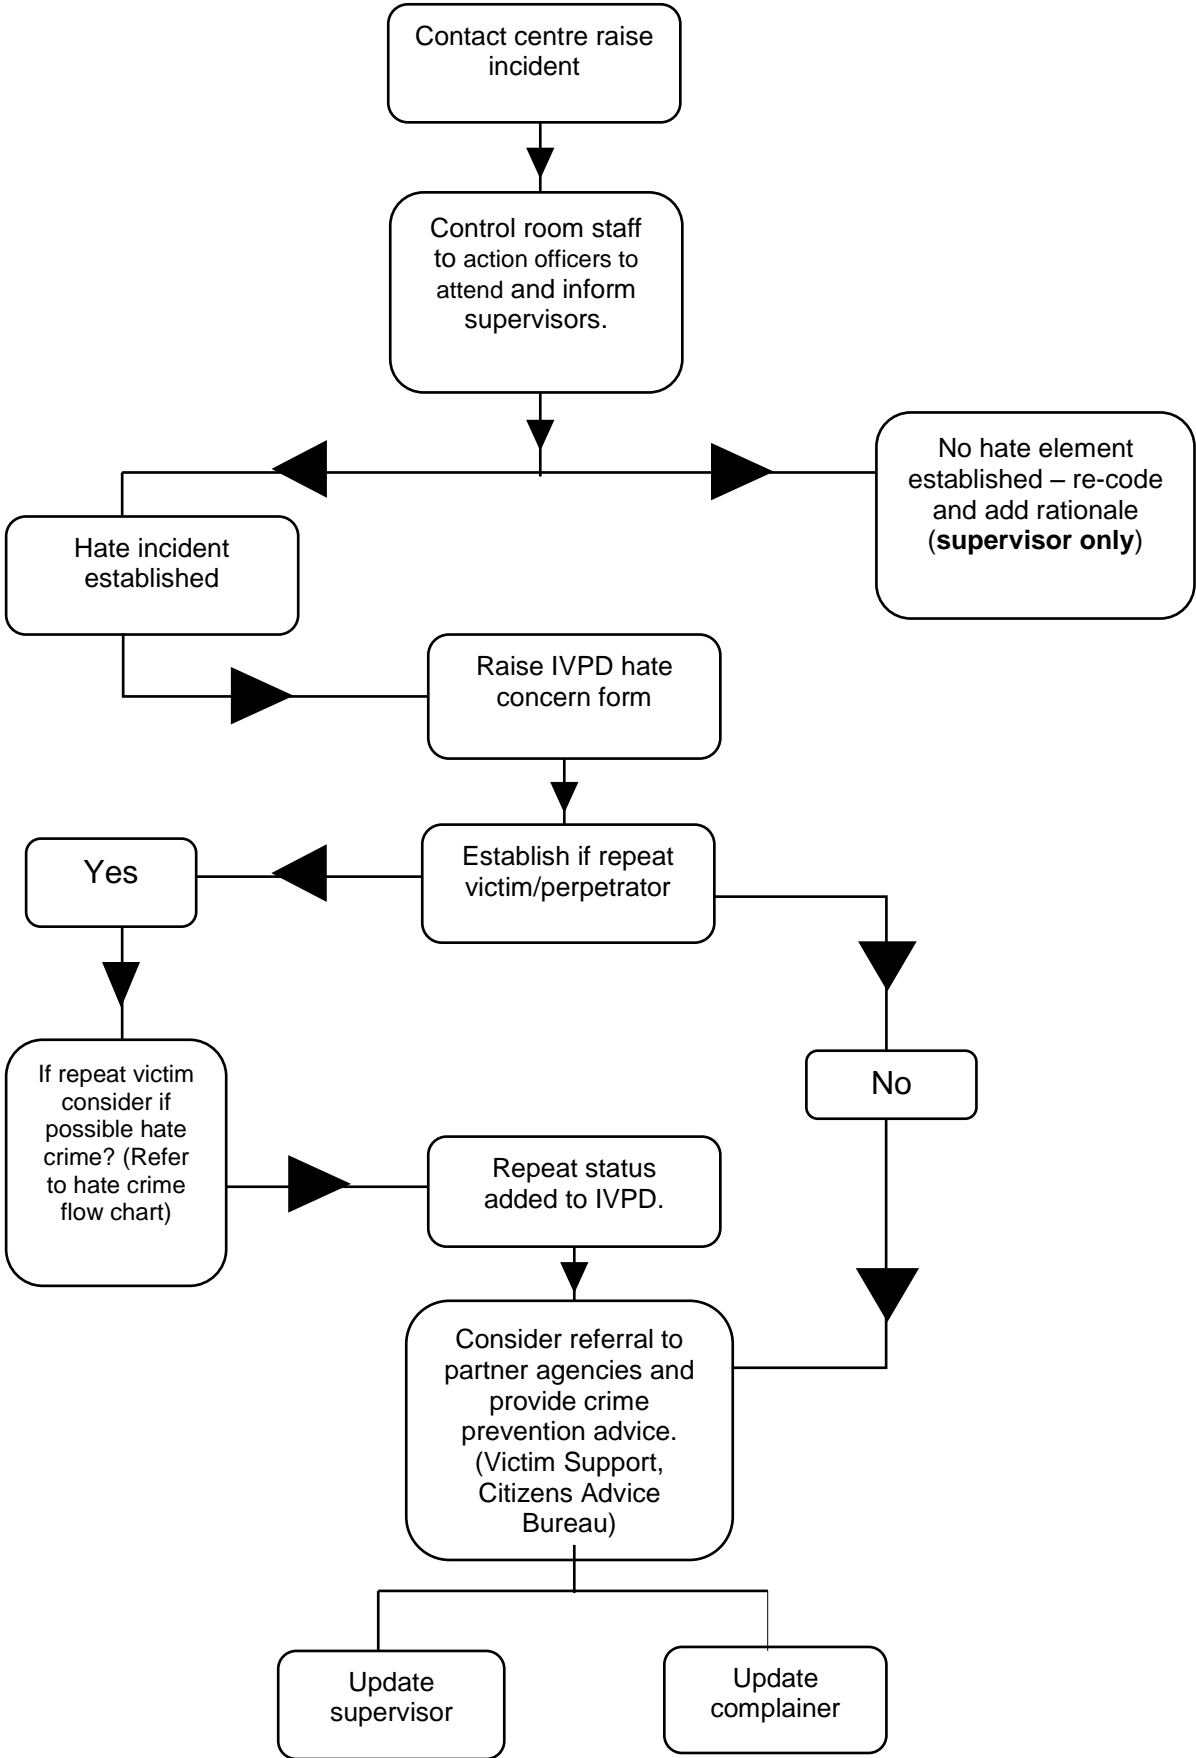 Contact centre raise
incident
Control room staff
to action officers to
attend and inform
supervisors.
No hate element
established – re-code
and add rationale
(supervisor only)
Hate incident
established
Raise IVPD hate
concern form
Establish if repeat
victim/perpetrator
Yes
No
If repeat victim
consider if
possible hate
crime? (Refer
to hate crime
flow chart)
Repeat status
added to IVPD.
Consider referral to
partner agencies and
provide crime
prevention advice.
(Victim Support,
Citizens Advice
Bureau)
Update
supervisor
Update
complainer